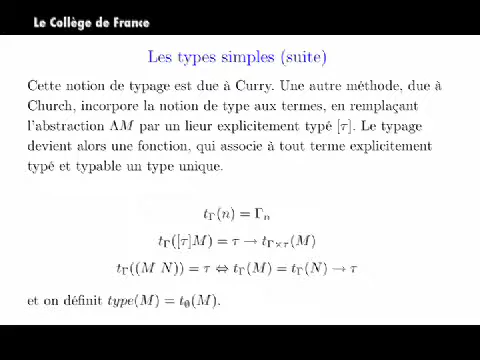 Le Collège de France
Les types simples (suite)
Cette notion de typage est due à Curry. Une autre méthode, due à
Church, incorpore la notion de type aux termes, en remplaçant
l'abstraction ΛM par un lieur explicitement typé [τ]. Le typage
devient alors une fonction, qui associe à tout terme explicitement
typé et typable un type unique.
t_Γ(n) = Γ_n
t_Γ([τ]M) = τ → t_{Γ×τ}(M)
t_Γ((M N)) = τ ⇔ t_Γ(M) = t_Γ(N) → τ
et on définit type(M) = t_∅(M).